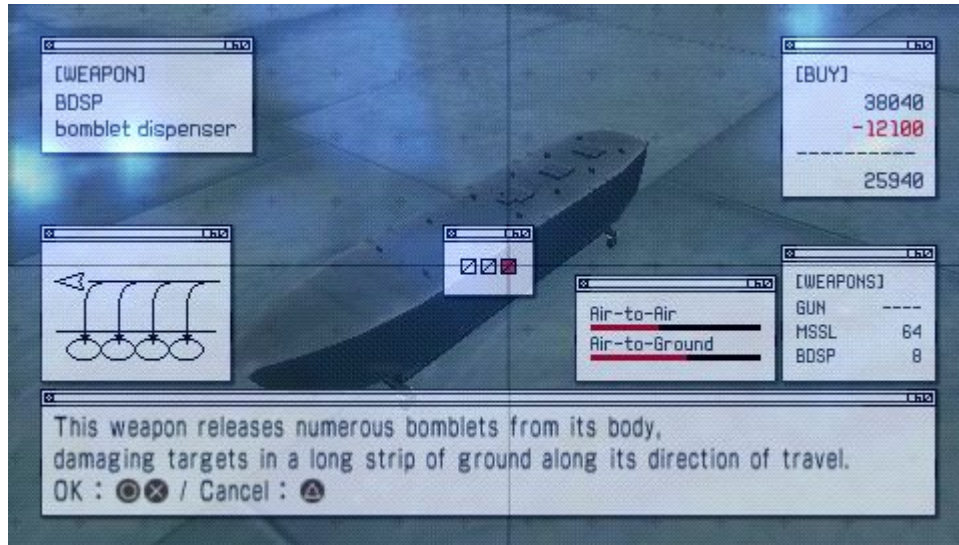 [WEAPON]
BDSP
bomblet dispenser
[BUY]
38040
-12100
-----------
25940
[WEAPONS]
GUN ----
MSSL 64
BDSP 8
Air-to-Air
Air-to-Ground
This weapon releases numerous bomblets from its body,
damaging targets in a long strip of ground along its direction of travel.
OK : / Cancel :